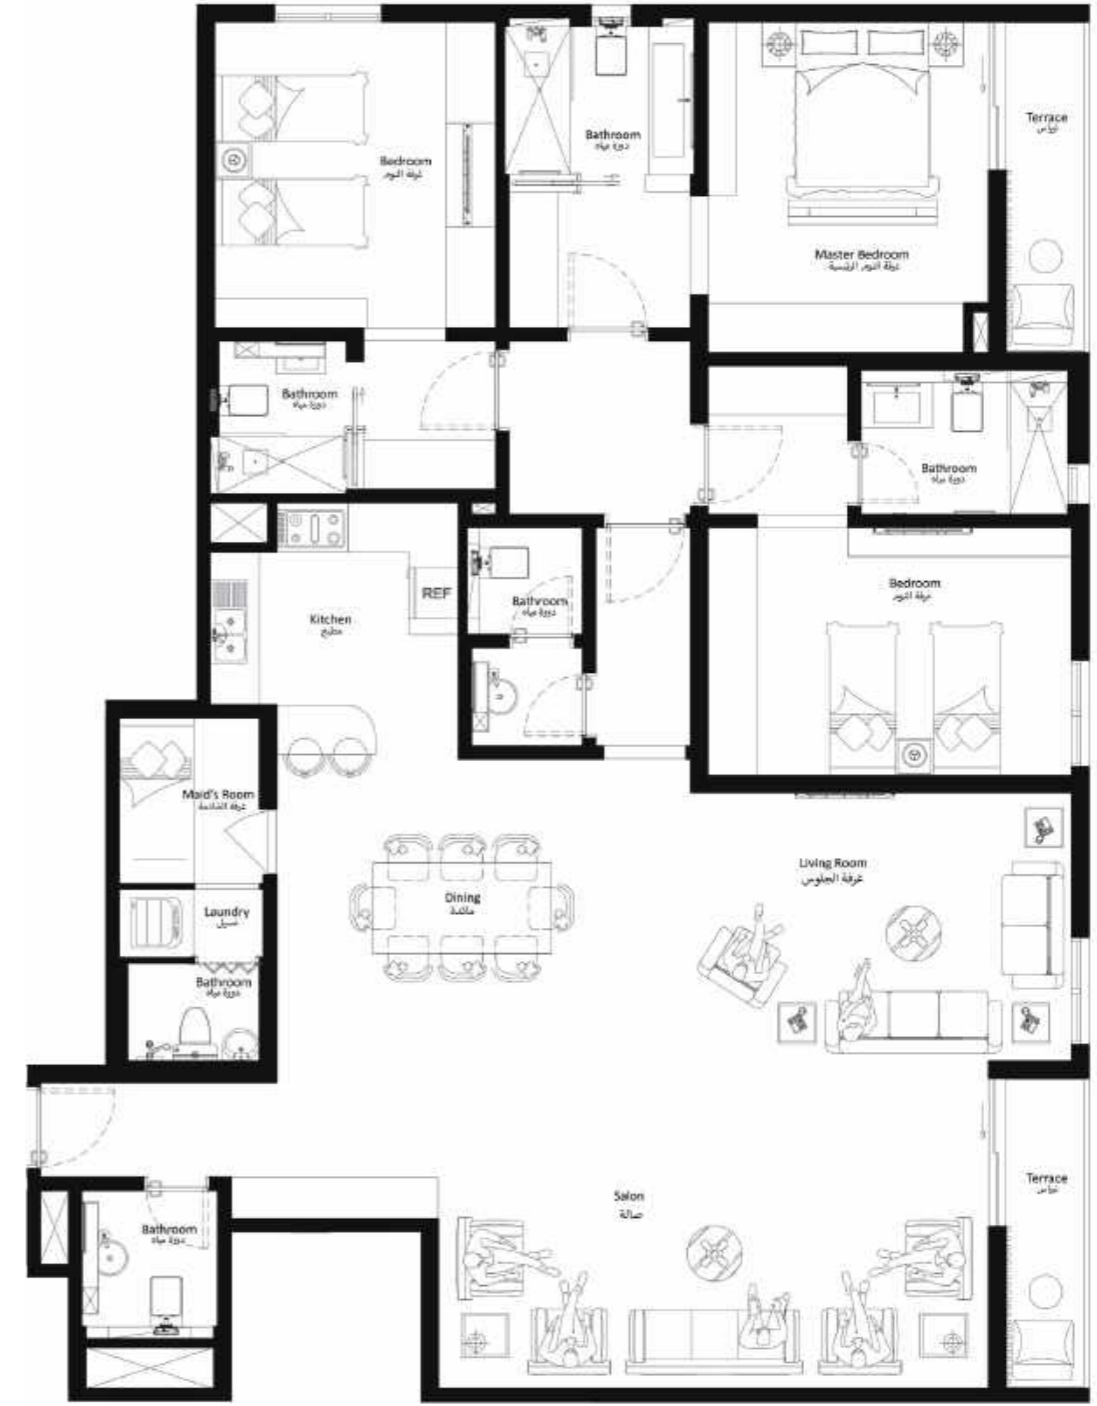 Bathroom
دورة مياه
Terrace
تراس
Bedroom
غرفة النوم
Master Bedroom
غرفة النوم الرئيسية
Bathroom
دورة مياه
Bathroom
دورة مياه
Bedroom
غرفة النوم
REF
Bathroom
دورة مياه
Kitchen
مطبخ
Maid's Room
غرفة الخادمة
Living Room
غرفة الجلوس
Dining
مائدة
Laundry
غسيل
Bathroom
دورة مياه
Terrace
تراس
Salon
صالة
Bathroom
دورة مياه